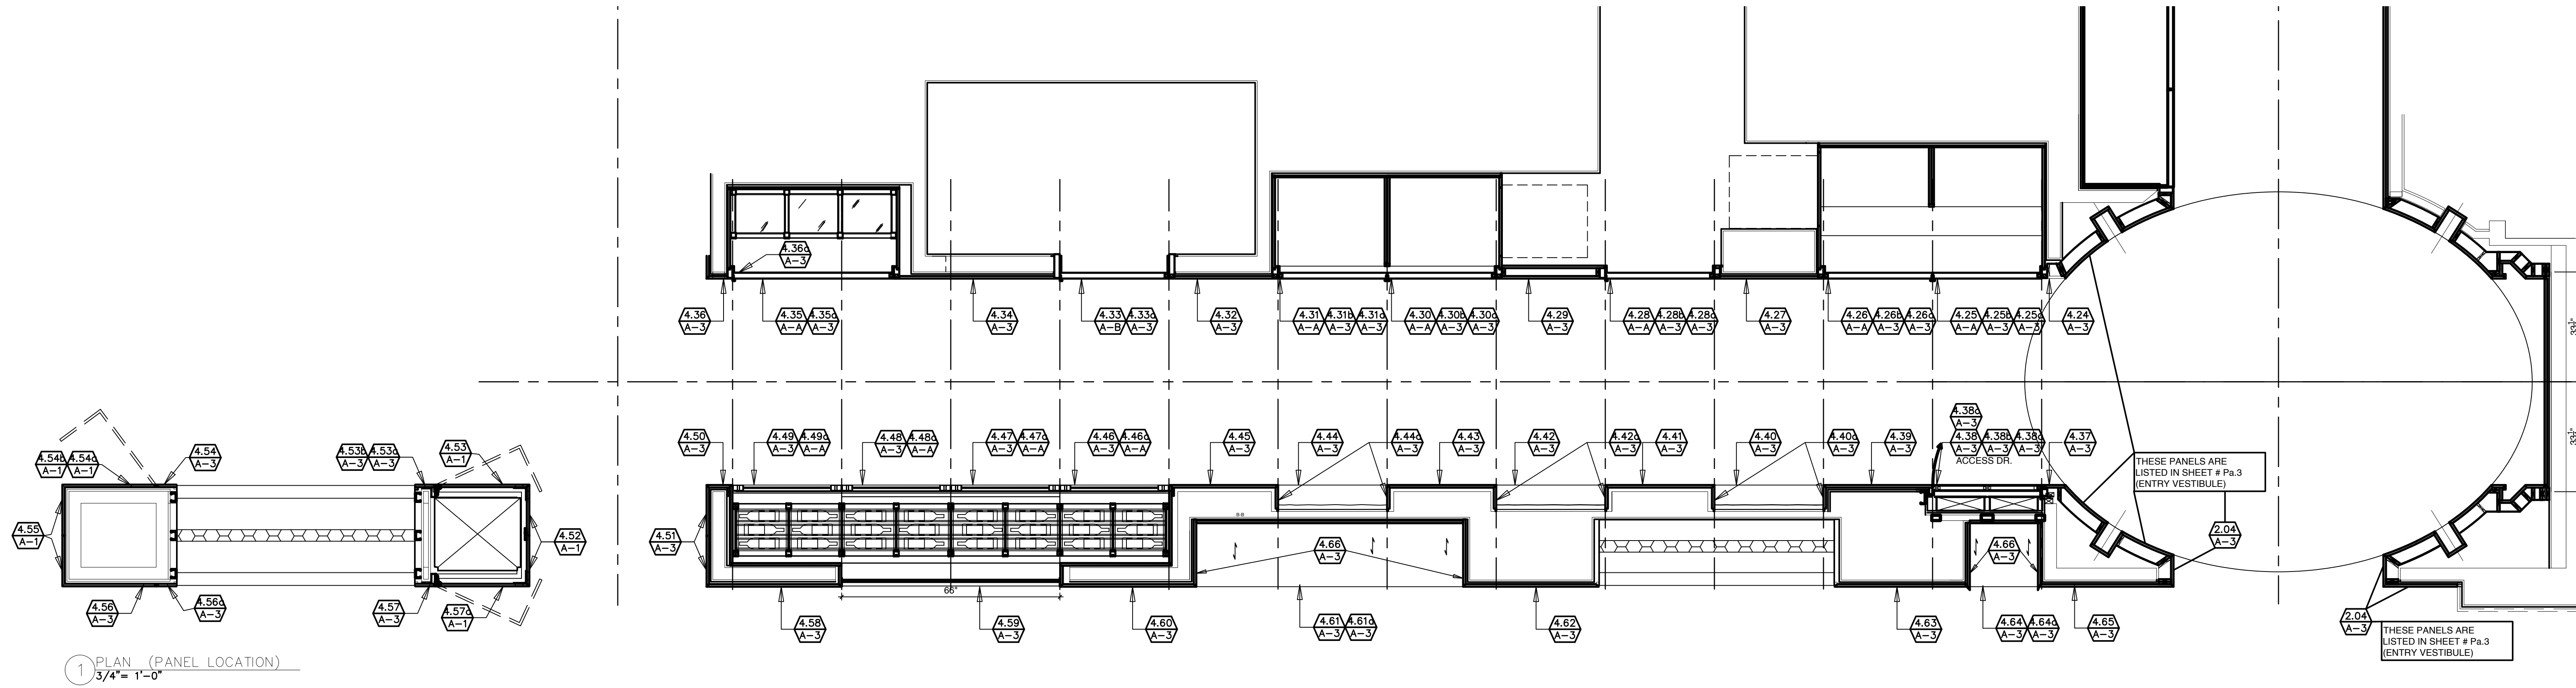 4.36a
A-3
4.36
A-3
4.35
A-A
4.35a
A-3
4.34
A-3
4.33
A-B
4.33a
A-3
4.32
A-3
4.31
A-A
4.31b
A-3
4.31a
A-3
4.30
A-A
4.30b
A-3
4.30a
A-3
4.29
A-3
4.28
A-A
4.28b
A-3
4.28a
A-3
4.27
A-3
4.26
A-A
4.26b
A-3
4.26a
A-3
4.25
A-A
4.25b
A-3
4.25a
A-3
4.24
A-3
4.54b
A-1
4.54a
A-1
4.54
A-3
4.53b
A-3
4.53a
A-3
4.53
A-1
4.50
A-3
4.49
A-3
4.49a
A-A
4.48
A-3
4.48a
A-A
4.47
A-3
4.47a
A-A
4.46
A-3
4.46a
A-A
4.45
A-3
4.44
A-3
4.44a
A-3
4.43
A-3
4.42
A-3
4.42a
A-3
4.41
A-3
4.40
A-3
4.40a
A-3
4.39
A-3
4.38c
A-3
4.38
A-3
4.38b
A-3
4.38a
A-3
ACCESS DR.
4.37
A-3
THESE PANELS ARE
LISTED IN SHEET # Pa.3
(ENTRY VESTIBULE)
2.04
A-3
4.55
A-1
4.52
A-1
4.51
A-3
4.66
A-3
4.66
A-3
66"
4.56
A-3
4.56a
A-3
4.57
A-3
4.57a
A-1
4.58
A-3
4.59
A-3
4.60
A-3
4.61
A-3
4.61a
A-3
4.62
A-3
4.63
A-3
4.64
A-3
4.64a
A-3
4.65
A-3
2.04
A-3
THESE PANELS ARE
LISTED IN SHEET # Pa.3
(ENTRY VESTIBULE)
1
PLAN (PANEL LOCATION)
3/4"= 1'-0"